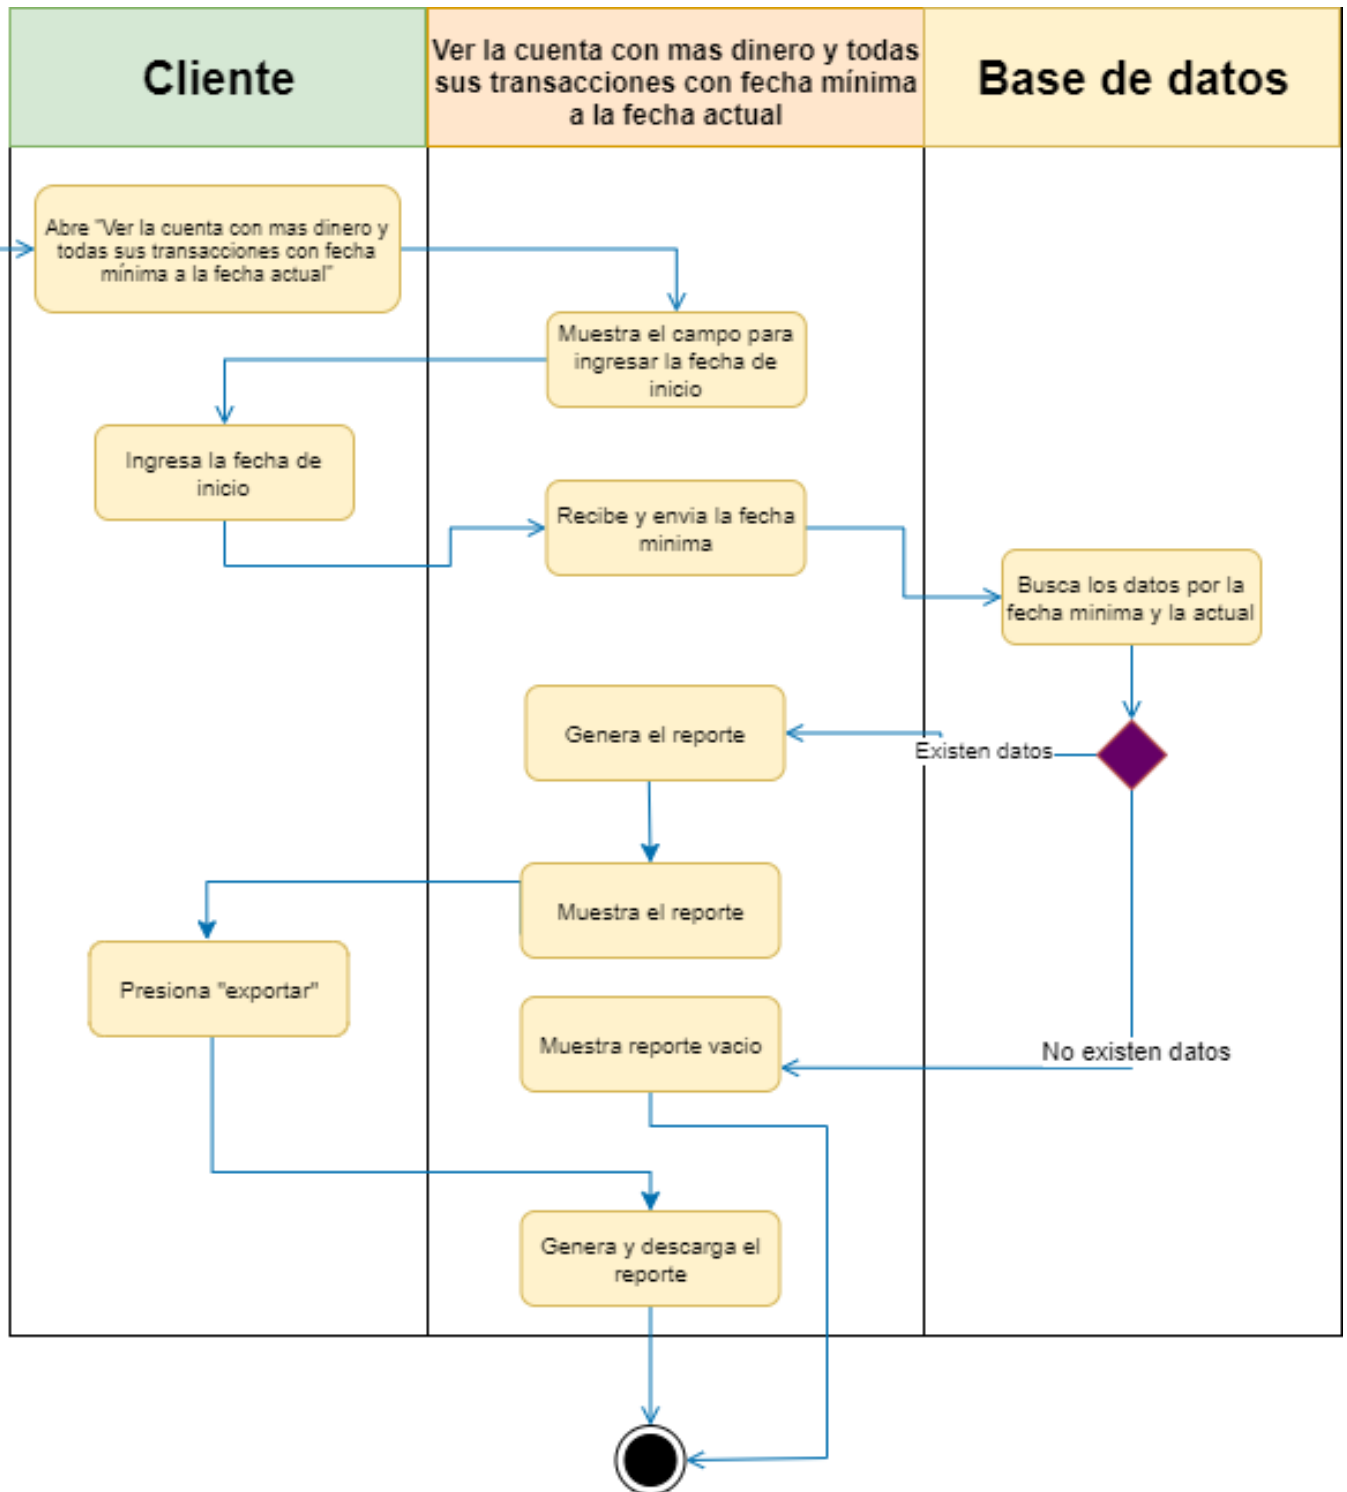 Cliente
Ver la cuenta con mas dinero y todas
sus transacciones con fecha mínima
a la fecha actual
Base de datos
Abre "Ver la cuenta con mas dinero y
todas sus transacciones con fecha
mínima a la fecha actual"
Muestra el campo para
ingresar la fecha de
inicio
Ingresa la fecha de
inicio
Recibe y envia la fecha
minima
Busca los datos por la
fecha minima y la actual
Genera el reporte
Existen datos
Muestra el reporte
Presiona "exportar"
Muestra reporte vacio
No existen datos
Genera y descarga el
reporte